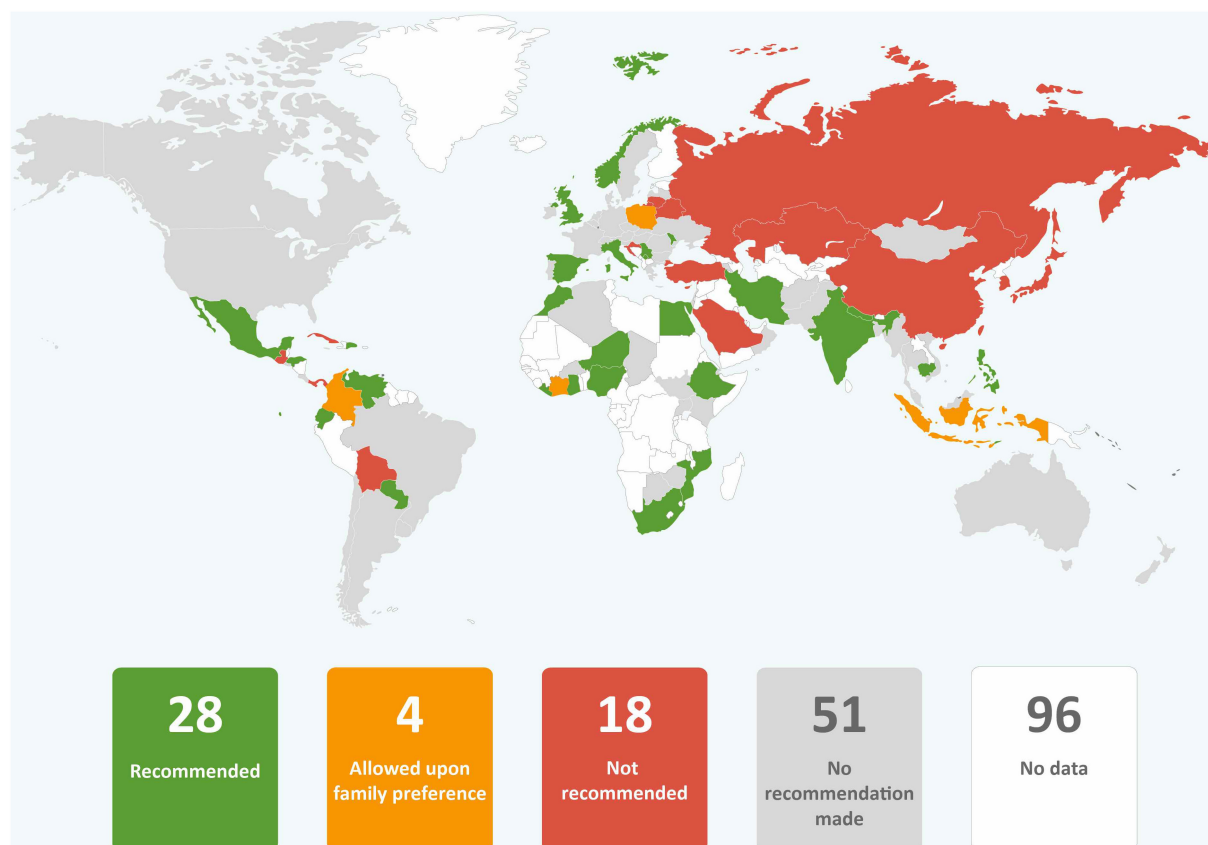 28
Recommended
4
Allowed upon
family preference
18
Not
recommended
51
No
recommendation
made
96
No data